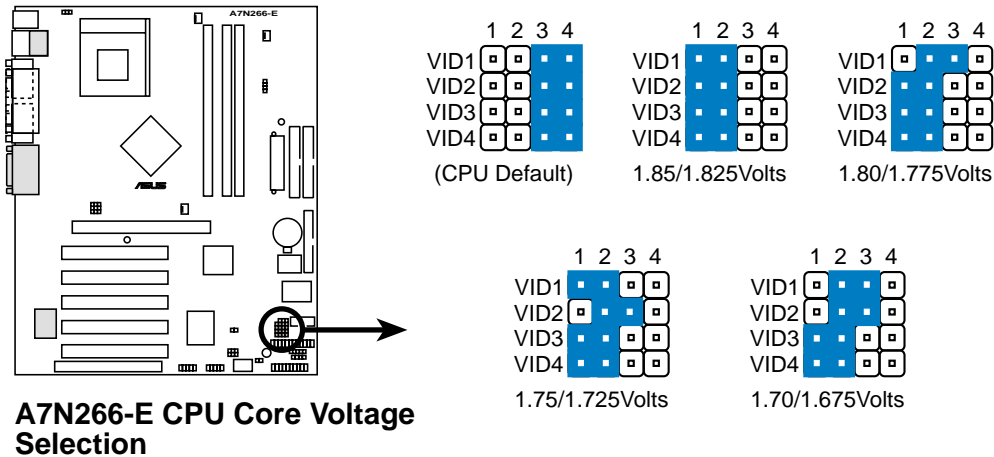 A7N266-E
ASUS
1 2 3 4
VID1
VID2
VID3
VID4
(CPU Default)
1 2 3 4
VID1
VID2
VID3
VID4
1.85/1.825Volts
1 2 3 4
VID1
VID2
VID3
VID4
1.80/1.775Volts
1 2 3 4
VID1
VID2
VID3
VID4
1.75/1.725Volts
1 2 3 4
VID1
VID2
VID3
VID4
1.70/1.675Volts
A7N266-E CPU Core Voltage
Selection